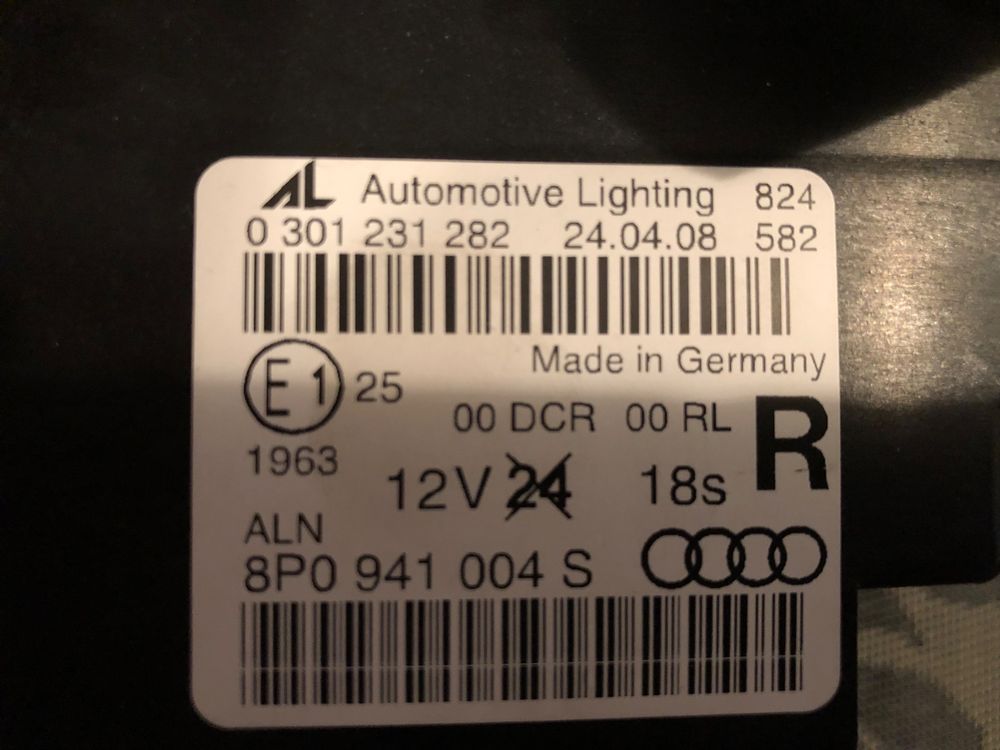 AL Automotive Lighting 824
0 301 231 282 24.04.08 582
Made in Germany
E1 25
00 DCR 00 RL
R
1963
12V 24 18s
ALN
8P0 941 004 S